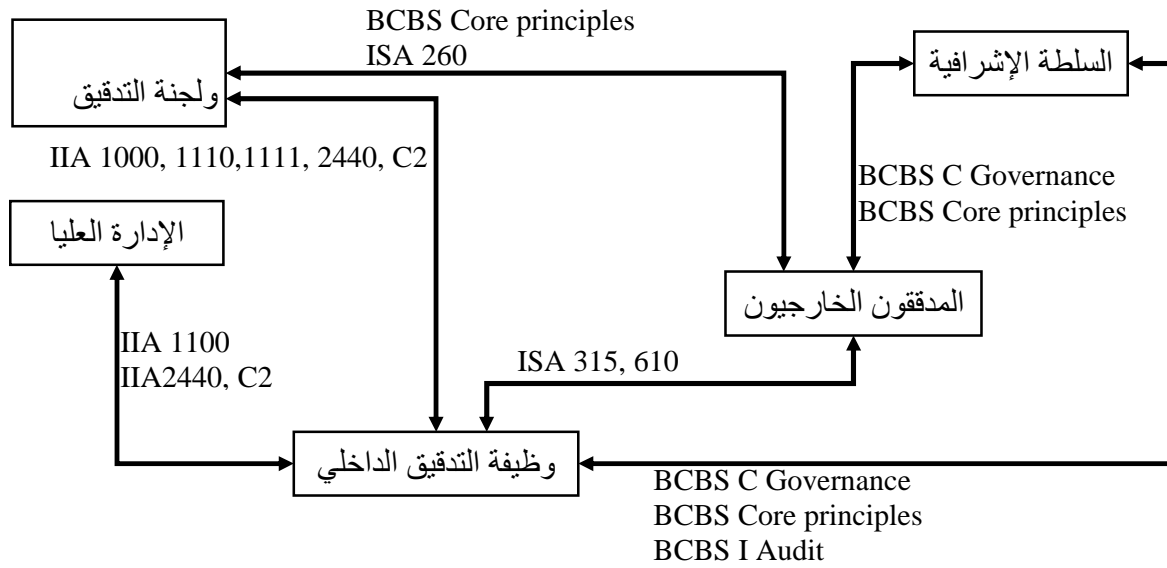 BCBS Core principles
ISA 260
السلطة الإشرافية
ولجنة التدقيق
IIA 1000, 1110,1111, 2440, C2
BCBS C Governance
BCBS Core principles
الإدارة العليا
المدققون الخارجيون
IIA 1100
IIA2440, C2
ISA 315, 610
وظيفة التدقيق الداخلي
BCBS C Governance
BCBS Core principles
BCBS I Audit